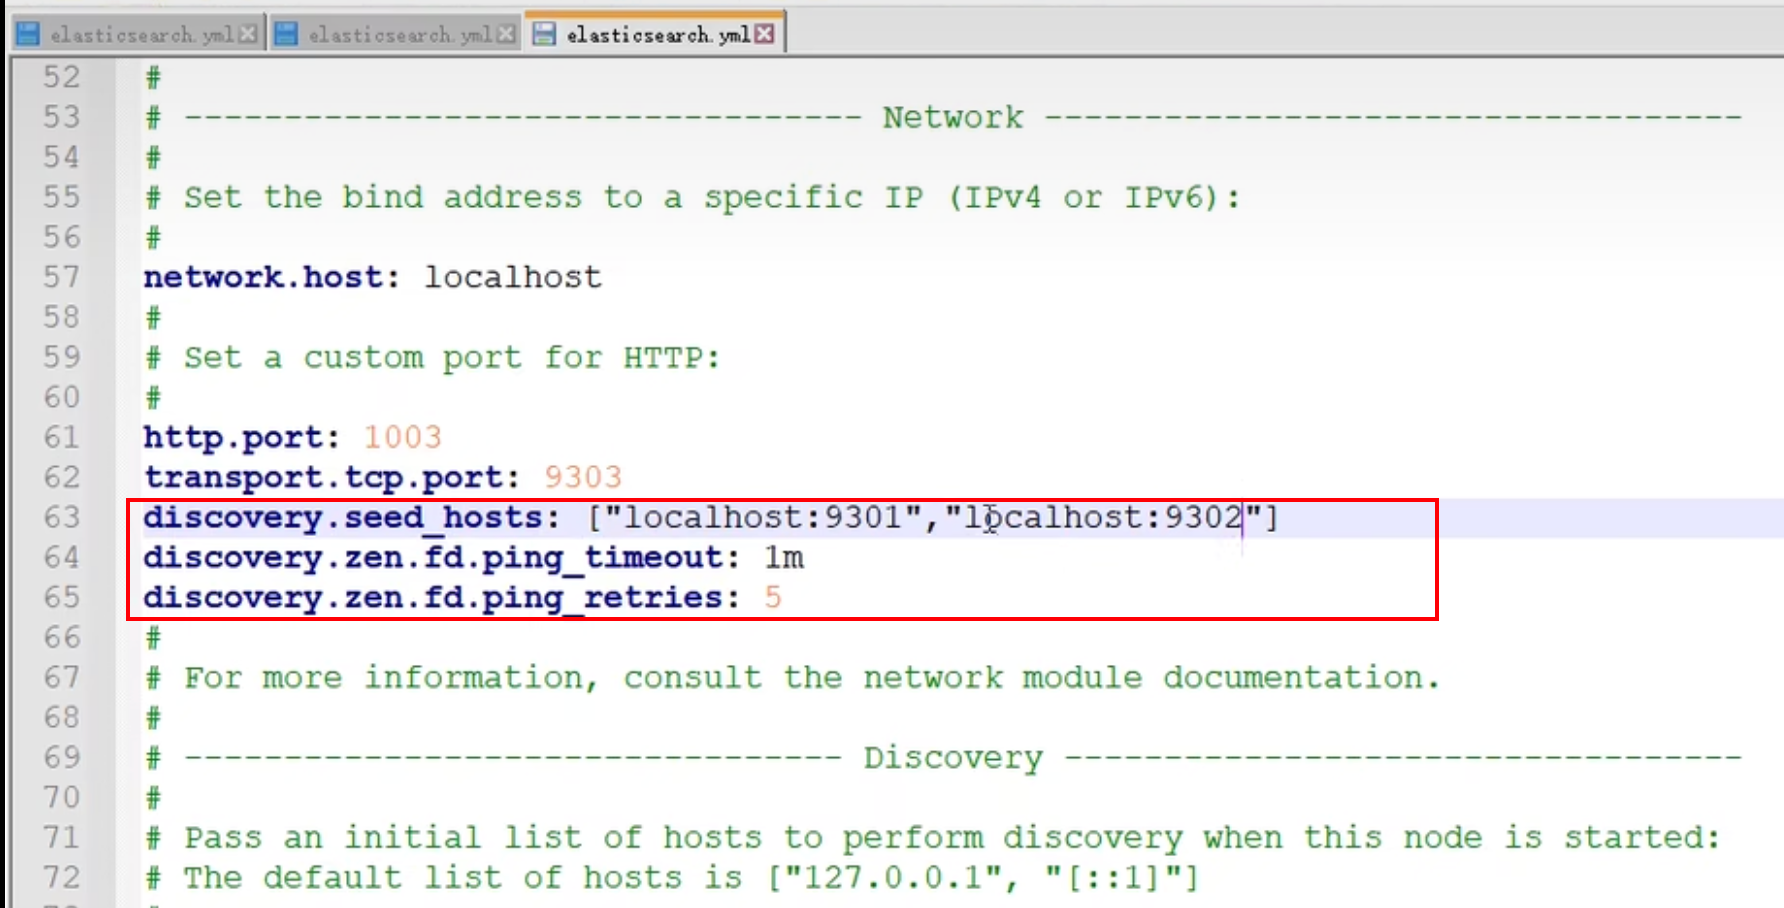 elasticsearch.yml elasticsearch.yml elasticsearch.yml
52 #
53 # ---------------------------------- Network -----------------------------------
54 #
55 # Set the bind address to a specific IP (IPv4 or IPv6):
56 #
57 network.host: localhost
58 #
59 # Set a custom port for HTTP:
60 #
61 http.port: 1003
62 transport.tcp.port: 9303
63 discovery.seed_hosts: ["localhost:9301","localhost:9302"]
64 discovery.zen.fd.ping_timeout: 1m
65 discovery.zen.fd.ping_retries: 5
66 #
67 # For more information, consult the network module documentation.
68 #
69 # --------------------------------- Discovery ----------------------------------
70 #
71 # Pass an initial list of hosts to perform discovery when this node is started:
72 # The default list of hosts is ["127.0.0.1", "[::1]"]